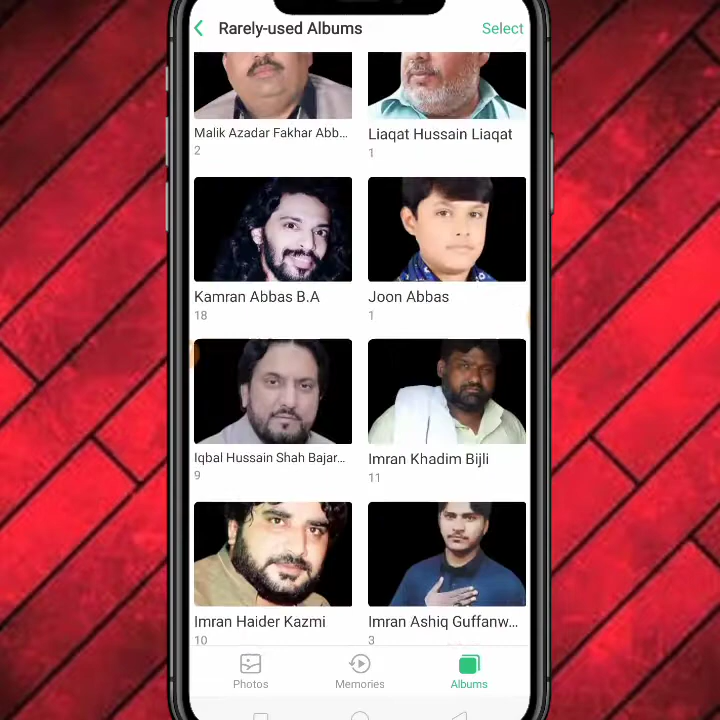 Rarely-used Albums
Select
Malik Azadar Fakhar Abb...
2
Liaqat Hussain Liaqat
1
Kamran Abbas B.A
18
Joon Abbas
1
Iqbal Hussain Shah Bajar...
9
Imran Khadim Bijli
11
Imran Haider Kazmi
10
Imran Ashiq Guffanw...
3
Photos
Memories
Albums